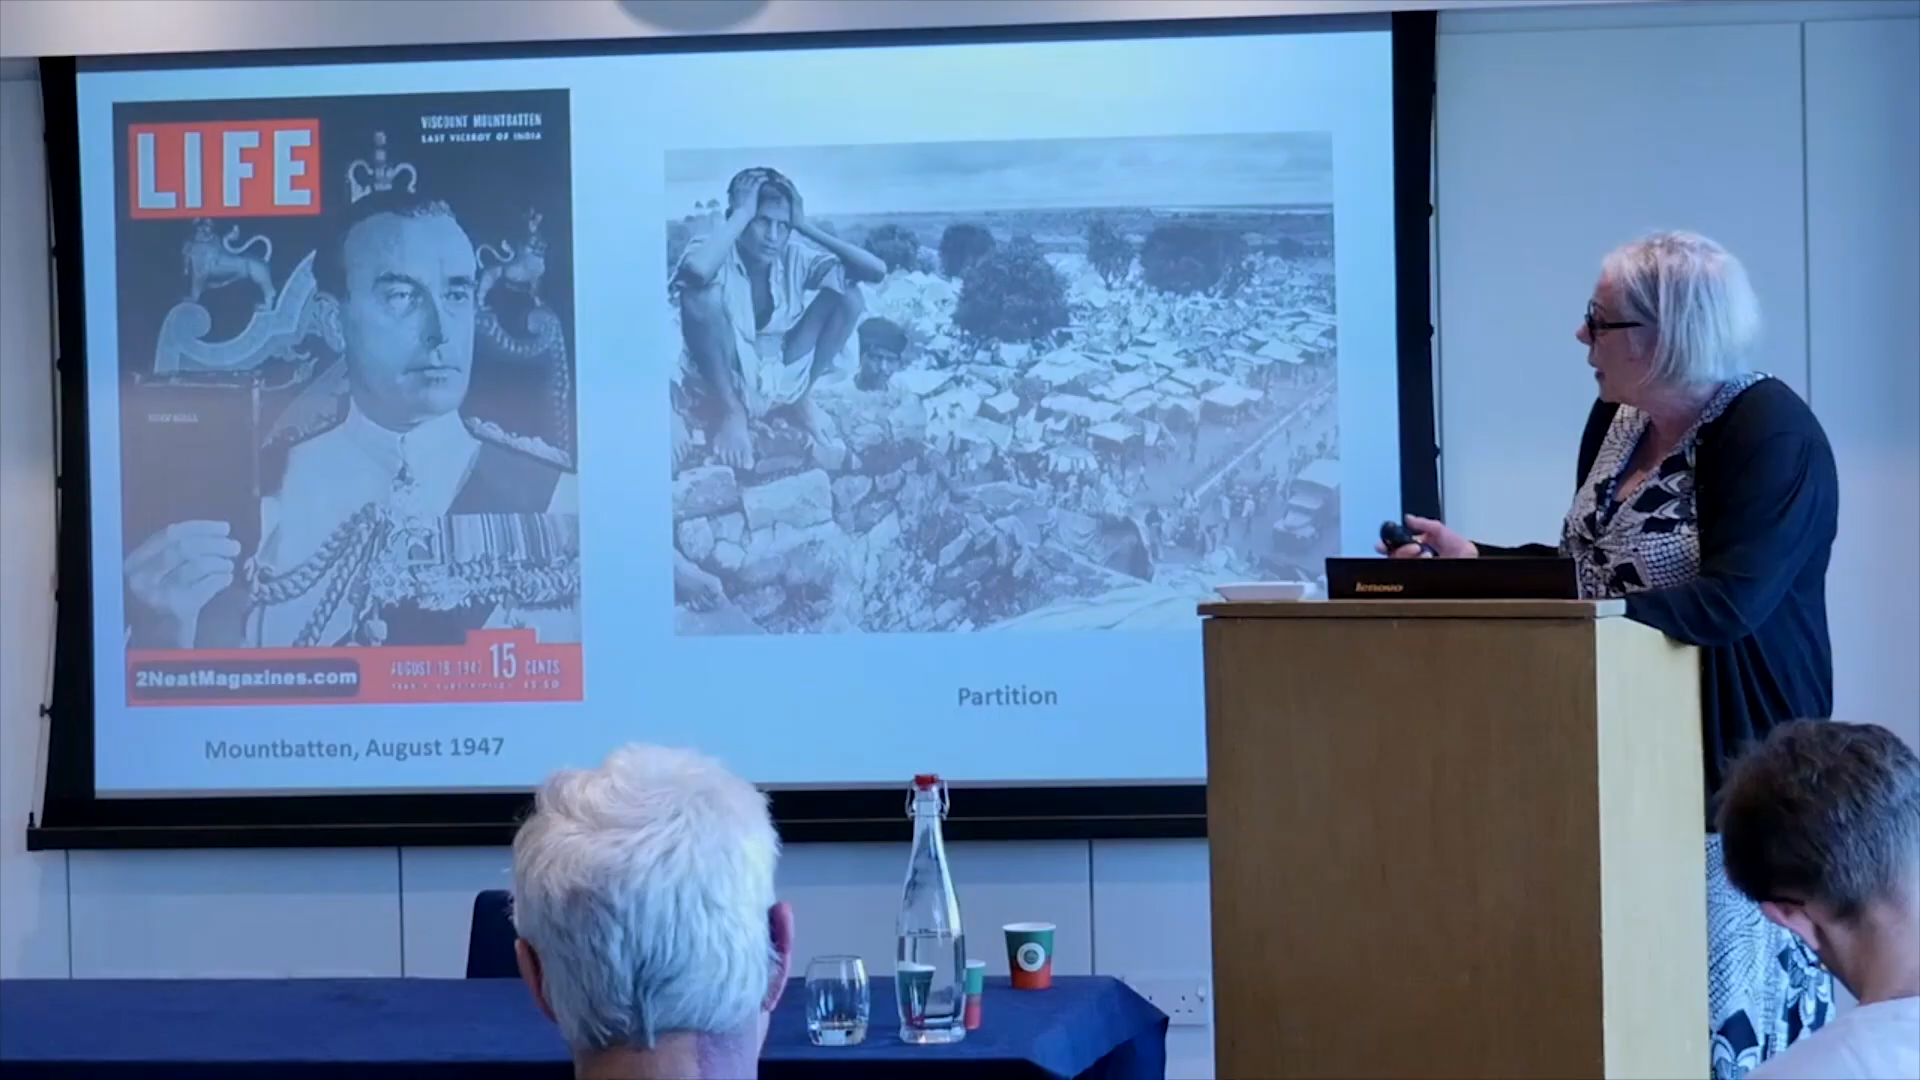 LIFE
VISCOUNT MOUNTBATTEN
LAST VICEROY OF INDIA
2NeatMagazines.com
AUGUST 18 1947 15 CENTS
Mountbatten, August 1947
Partition
lenovo